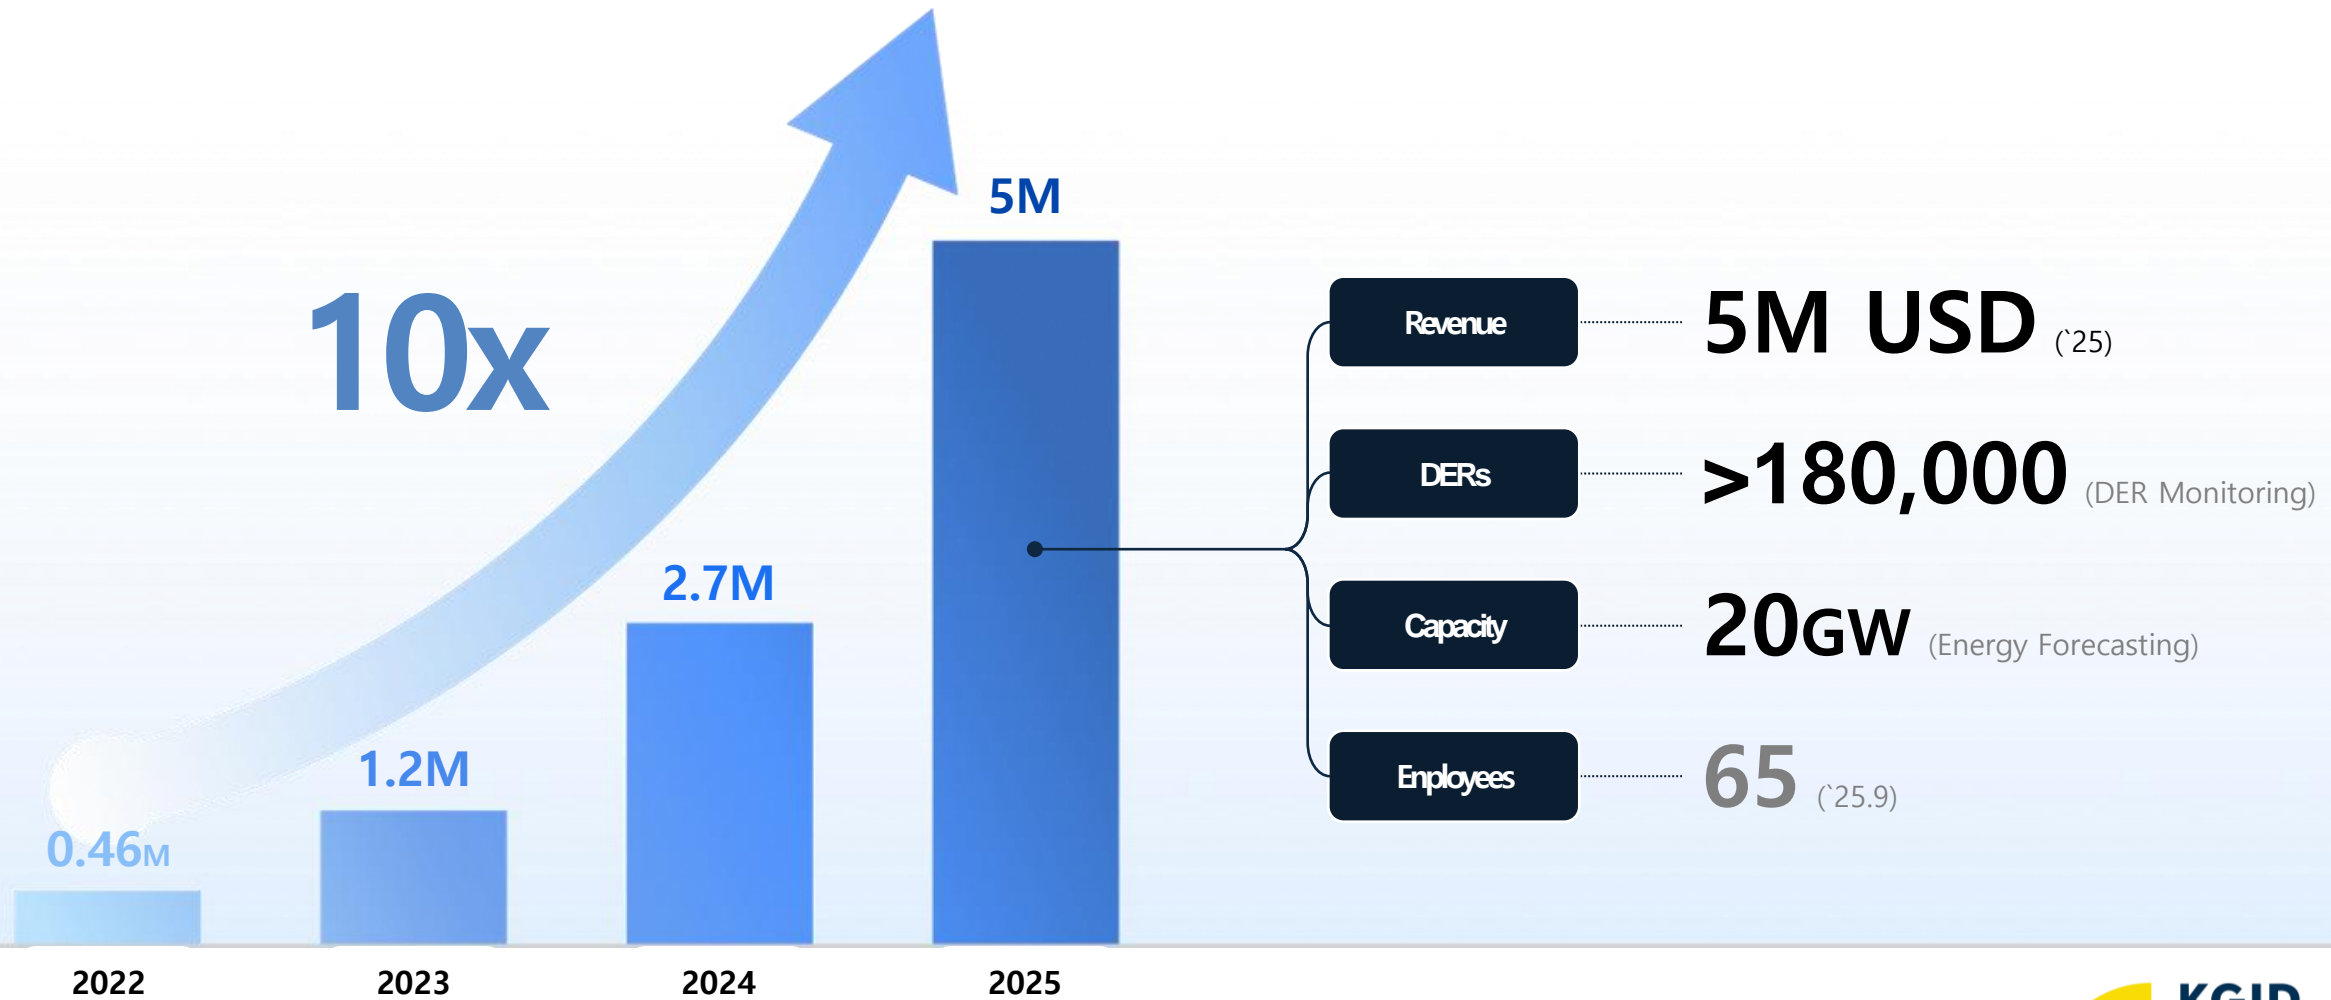 10x
0.46M
1.2M
2.7M
5M
2022
2023
2024
2025
Revenue
5M USD (`25)
DERs
>180,000 (DER Monitoring)
Capacity
20GW (Energy Forecasting)
Enployees
65 (`25.9)